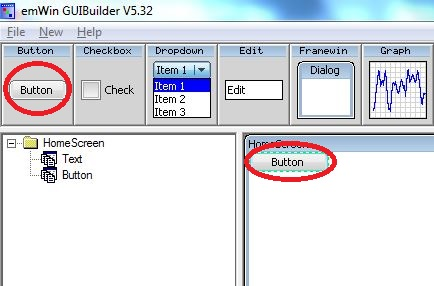 emWin GUIBuilder V5.32
File New Help
Button Checkbox Dropdown Edit Framewin Graph
Button
Check
Item 1
Item 1
Item 2
Item 3
Edit
Dialog
HomeScreen
Text
Button
HomeScreen
Button